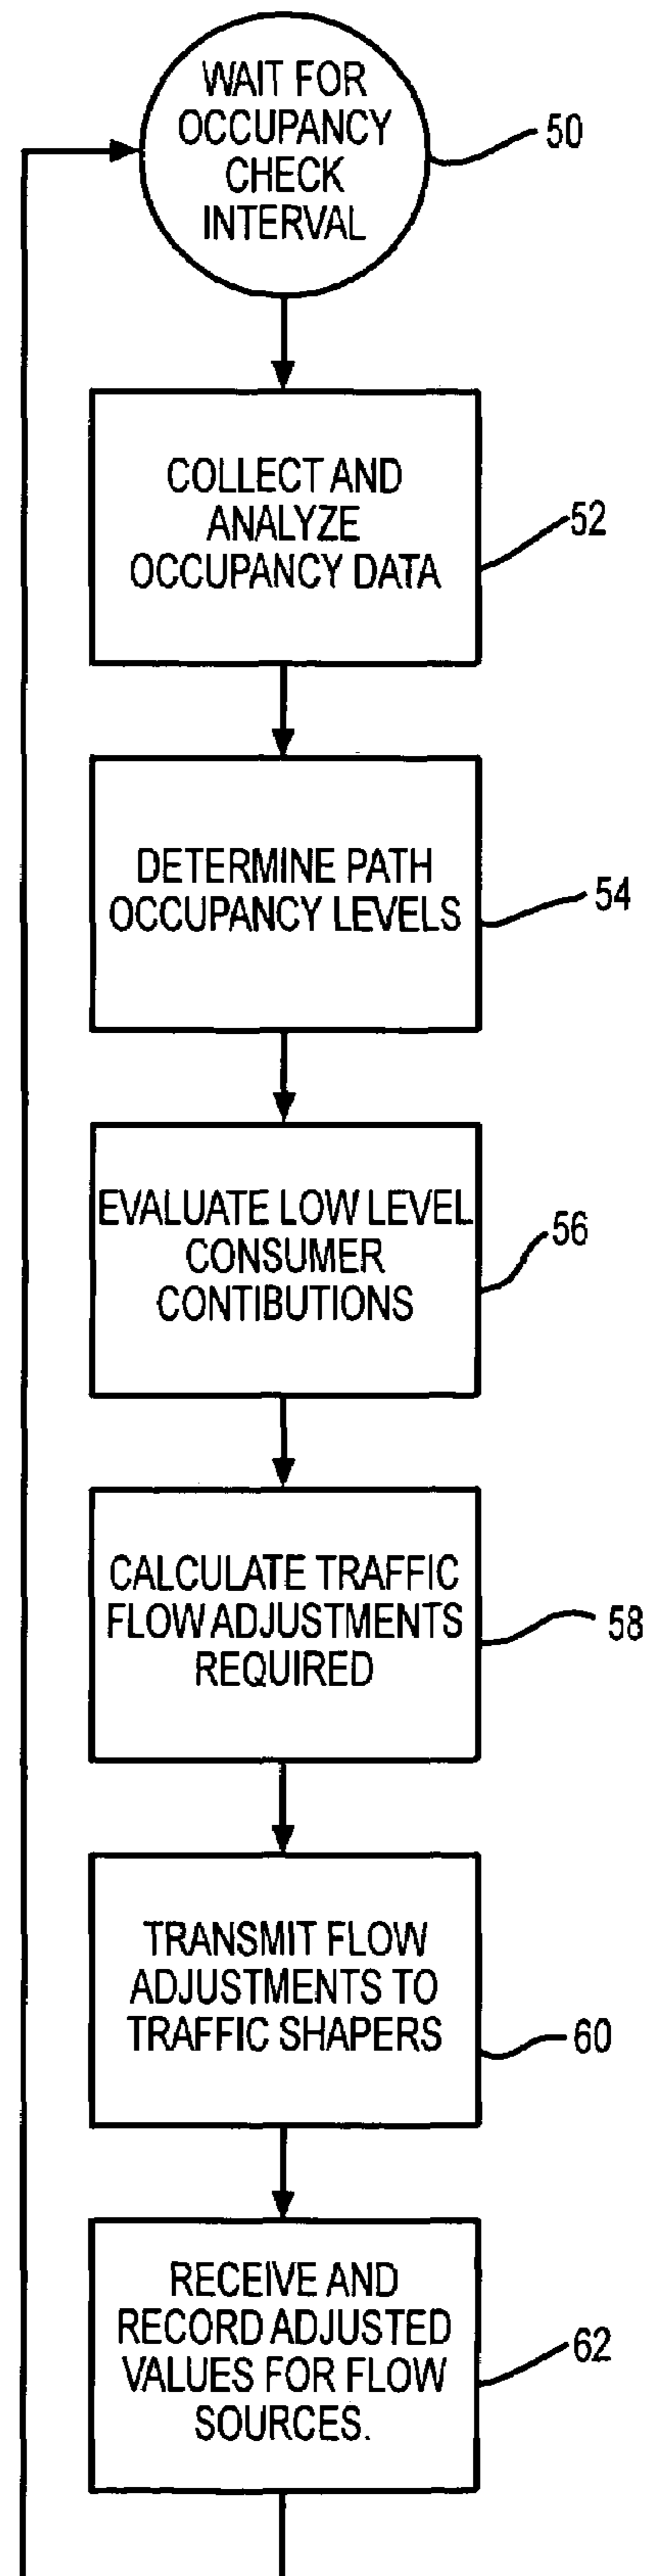 WAIT FOR
OCCUPANCY
CHECK
INTERVAL
50
COLLECT AND
ANALYZE
OCCUPANCY DATA
52
DETERMINE PATH
OCCUPANCY LEVELS
54
EVALUATE LOW LEVEL
CONSUMER
CONTIBUTIONS
56
CALCULATE TRAFFIC
FLOW ADJUSTMENTS
REQUIRED
58
TRANSMIT FLOW
ADJUSTMENTS TO
TRAFFIC SHAPERS
60
RECEIVE AND
RECORD ADJUSTED
VALUES FOR FLOW
SOURCES.
62